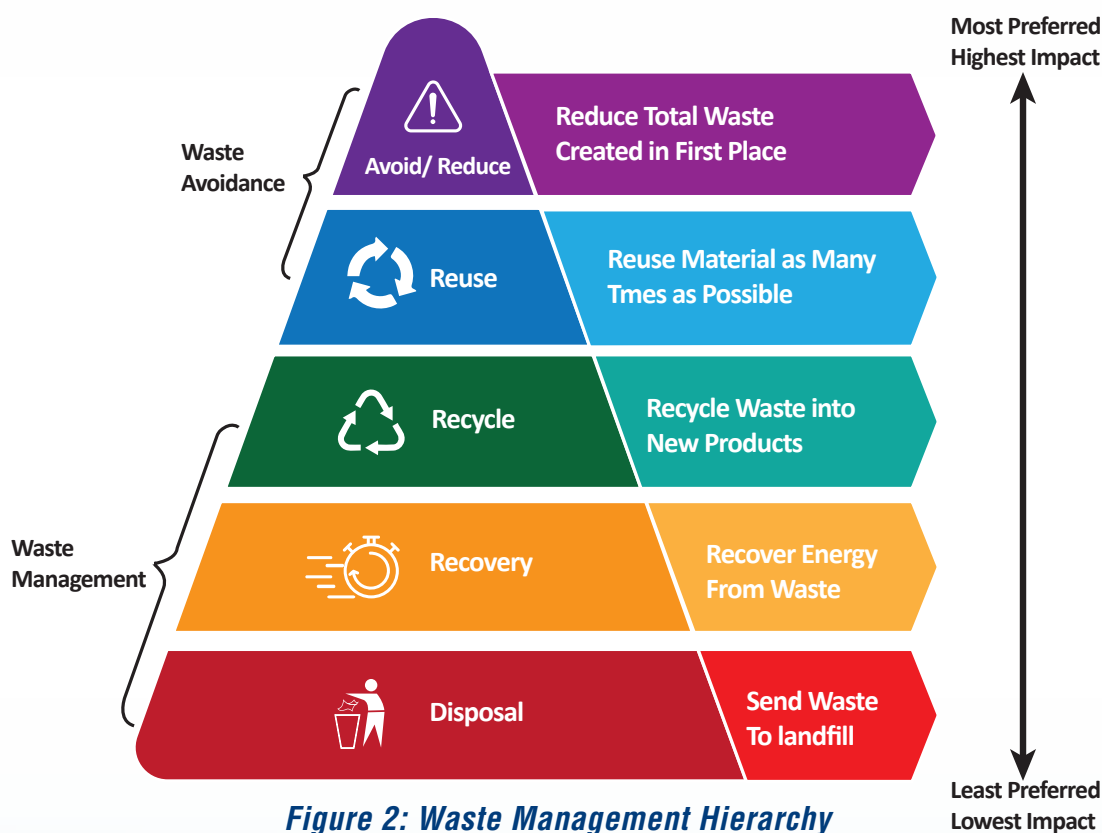 Most Preferred
Highest Impact
Reduce Total Waste
Created in First Place
Waste
Avoidance
Avoid/ Reduce
Reuse
Reuse Material as Many
Tmes as Possible
Recycle
Recycle Waste into
New Products
Waste
Management
Recovery
Recover Energy
From Waste
Disposal
Send Waste
To landfill
Least Preferred
Lowest Impact
Figure 2: Waste Management Hierarchy